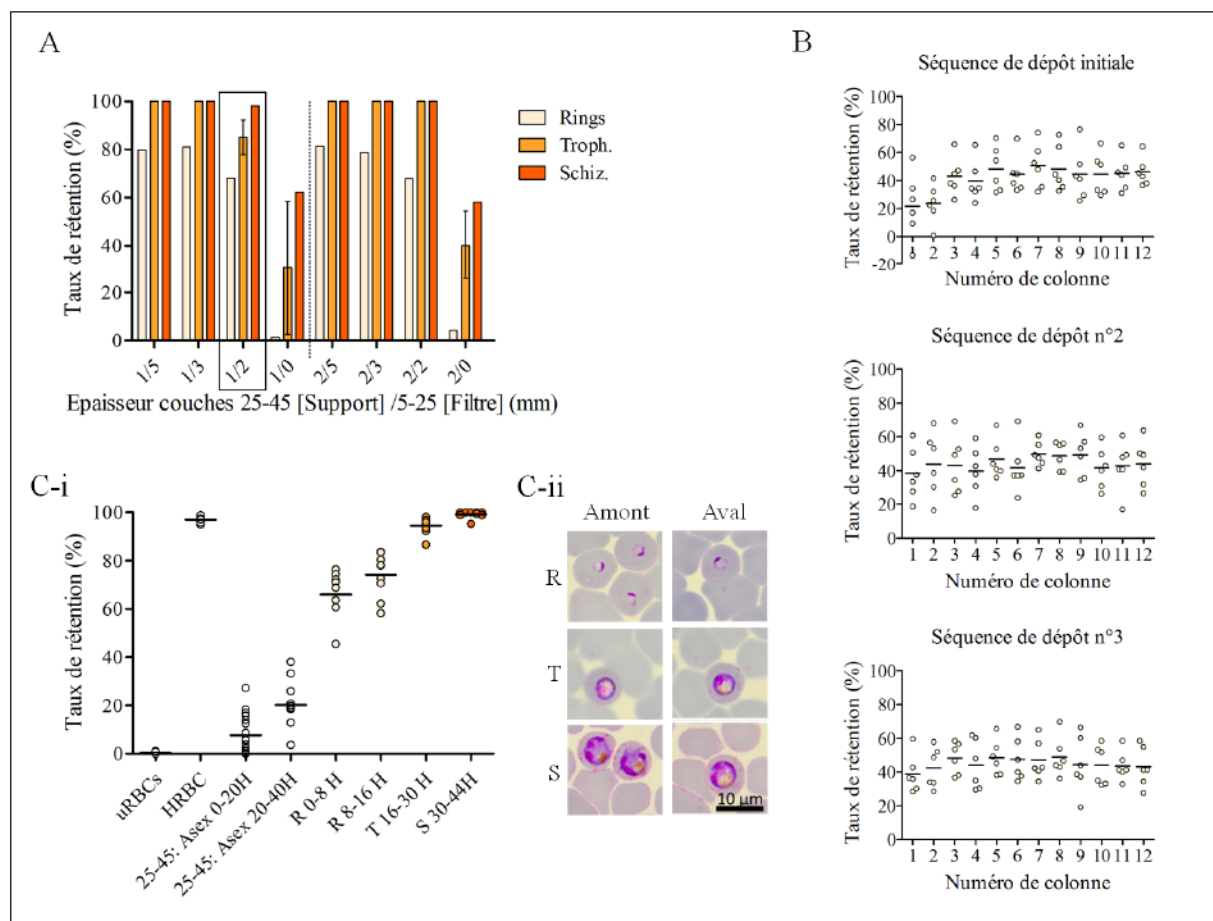 A
Taux de rétention (%)
100
80
60
40
20
0
1/5
1/3
1/2
1/0
2/5
2/3
2/2
2/0
Epaisseur couches 25-45 [Support] /5-25 [Filtre] (mm)
Rings
Troph.
Schiz.
B
Séquence de dépôt initiale
Taux de rétention (%)
100
80
60
40
20
0
-20
1 2 3 4 5 6 7 8 9 10 11 12
Numéro de colonne
Séquence de dépôt n°2
Taux de rétention (%)
100
80
60
40
20
0
1 2 3 4 5 6 7 8 9 10 11 12
Numéro de colonne
Séquence de dépôt n°3
Taux de rétention (%)
100
80
60
40
20
0
1 2 3 4 5 6 7 8 9 10 11 12
Numéro de colonne
C-i
Taux de rétention (%)
100
80
60
40
20
0
uRBCs
HRBC
25-45: Asex 0-20H
25-45: Asex 20-40H
R 0-8 H
R 8-16 H
T 16-30 H
S 30-44H
C-ii
Amont Aval
R
T
S
10 µm